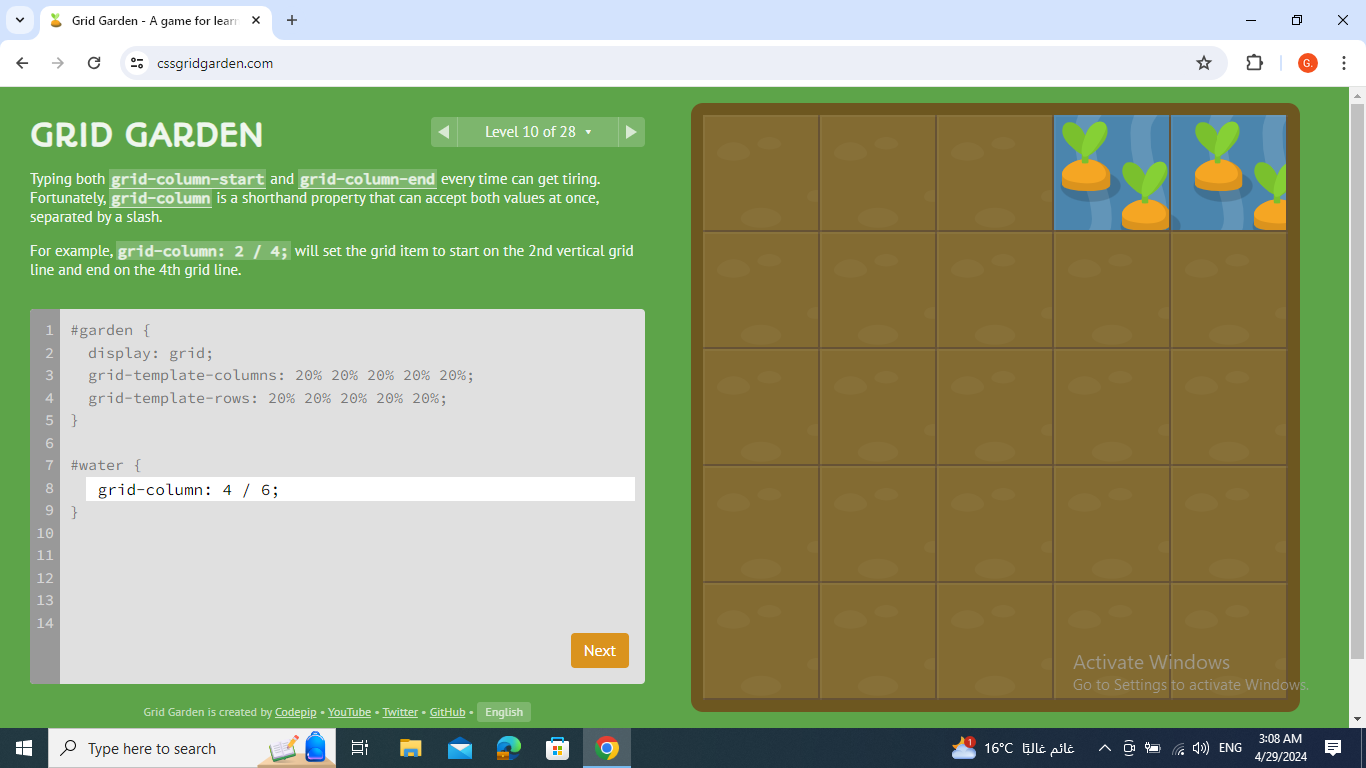 Grid Garden - A game for learn
cssgridgarden.com
G.
GRID GARDEN
Level 10 of 28
Typing both grid-column-start and grid-column-end every time can get tiring.
Fortunately, grid-column is a shorthand property that can accept both values at once,
separated by a slash.
For example, grid-column: 2 / 4; will set the grid item to start on the 2nd vertical grid
line and end on the 4th grid line.
1 #garden {
2 display: grid;
3 grid-template-columns: 20% 20% 20% 20% 20%;
4 grid-template-rows: 20% 20% 20% 20% 20%;
5 }
6
7 #water {
8 grid-column: 4 / 6;
9 }
10
11
12
13
14
Next
Activate Windows
Go to Settings to activate Windows.
Grid Garden is created by Codepip • YouTube • Twitter • GitHub • English
Type here to search
1
16°C غائم غالبًا
ENG
3:08 AM
4/29/2024